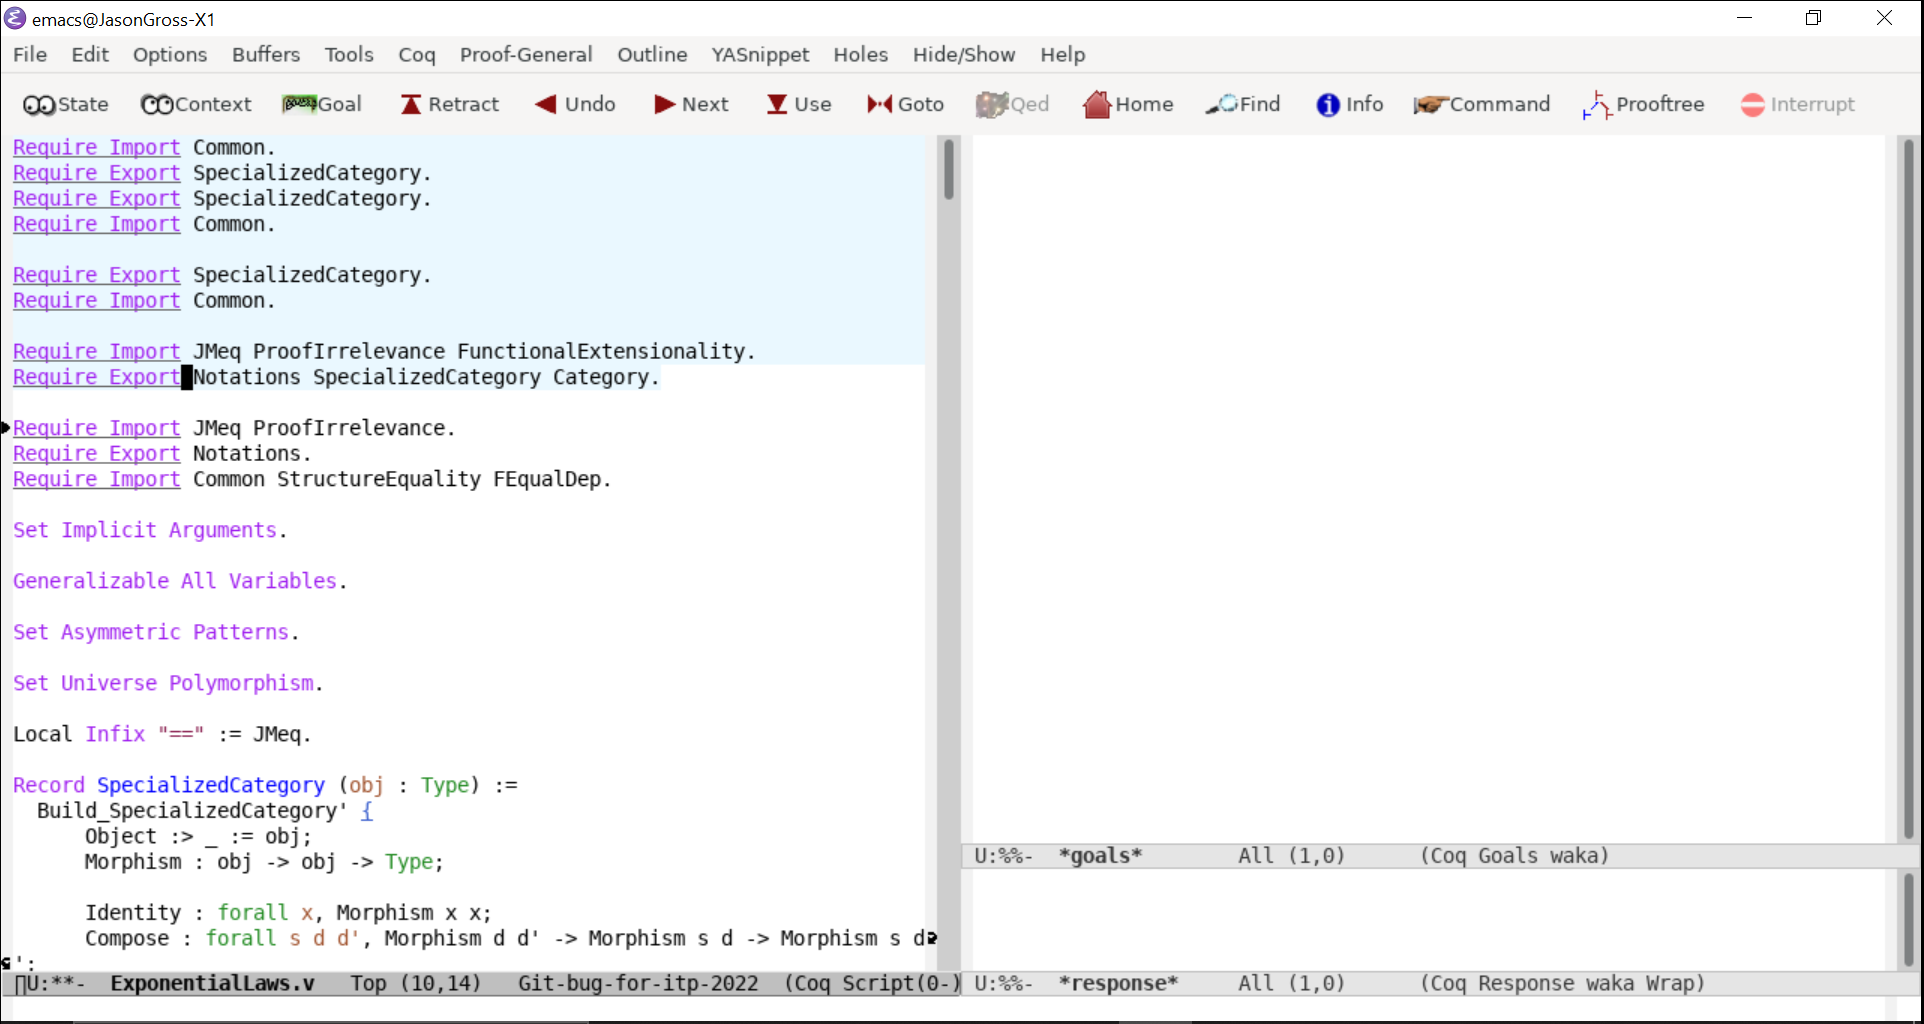 emacs@JasonGross-X1
File Edit Options Buffers Tools Coq Proof-General Outline YASnippet Holes Hide/Show Help
State Context Goal Retract Undo Next Use Goto Qed Home Find Info Command Prooftree Interrupt
Require Import Common.
Require Export SpecializedCategory.
Require Export SpecializedCategory.
Require Import Common.
Require Export SpecializedCategory.
Require Import Common.
Require Import JMeq ProofIrrelevance FunctionalExtensionality.
Require Export Notations SpecializedCategory Category.
Require Import JMeq ProofIrrelevance.
Require Export Notations.
Require Import Common StructureEquality FEqualDep.
Set Implicit Arguments.
Generalizable All Variables.
Set Asymmetric Patterns.
Set Universe Polymorphism.
Local Infix "==" := JMeq.
Record SpecializedCategory (obj : Type) :=
Build_SpecializedCategory' {
Object :> _ := obj;
Morphism : obj -> obj -> Type;
Identity : forall x, Morphism x x;
Compose : forall s d d', Morphism d d' -> Morphism s d -> Morphism s d
';
U:**- ExponentialLaws.v Top (10,14) Git-bug-for-itp-2022 (Coq Script(0-)
U:%%- *goals* All (1,0) (Coq Goals waka)
U:%%- *response* All (1,0) (Coq Response waka Wrap)